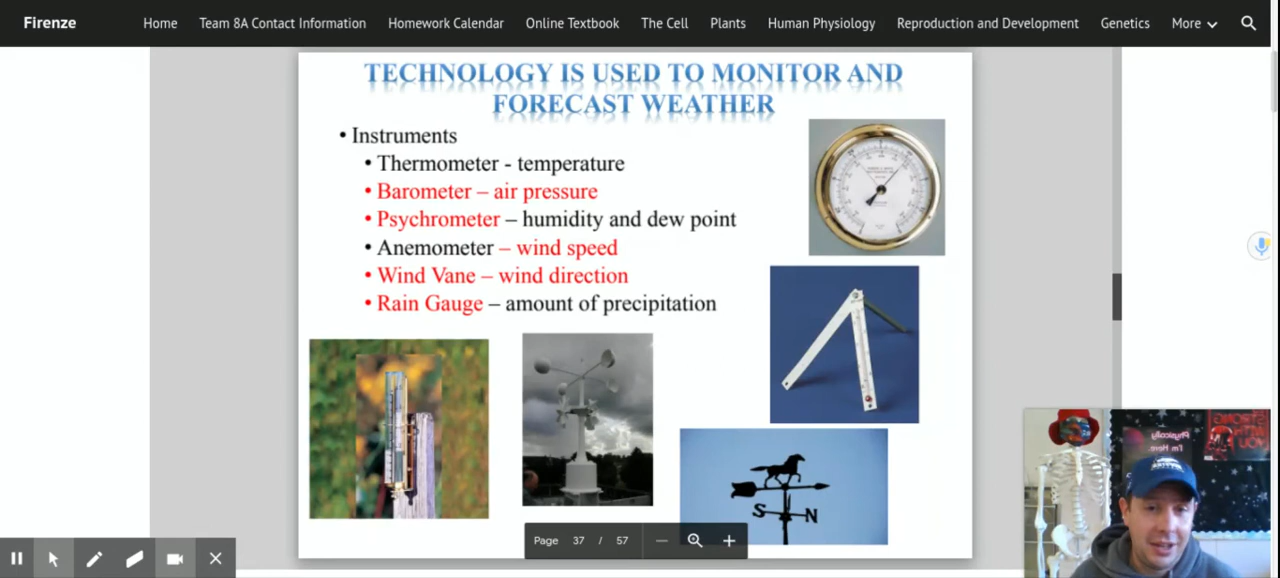 Firenze Home Team 8A Contact Information Homework Calendar Online Textbook The Cell Plants Human Physiology Reproduction and Development Genetics More
TECHNOLOGY IS USED TO MONITOR AND
FORECAST WEATHER
• Instruments
• Thermometer - temperature
• Barometer – air pressure
• Psychrometer – humidity and dew point
• Anemometer – wind speed
• Wind Vane – wind direction
• Rain Gauge – amount of precipitation
S N
Physically
I'm Here.
Page 37 / 57